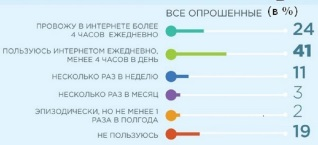 ВСЕ ОПРОШЕННЫЕ (в %)
ПРОВОЖУ В ИНТЕРНЕТЕ БОЛЕЕ
4 ЧАСОВ ЕЖЕДНЕВНО
24
ПОЛЬЗУЮСЬ ИНТЕРНЕТОМ ЕЖЕДНЕВНО,
МЕНЕЕ 4 ЧАСОВ В ДЕНЬ
41
НЕСКОЛЬКО РАЗ В НЕДЕЛЮ
11
НЕСКОЛЬКО РАЗ В МЕСЯЦ
3
ЭПИЗОДИЧЕСКИ, НО НЕ МЕНЕЕ 1
РАЗА В ПОЛГОДА
2
НЕ ПОЛЬЗУЮСЬ
19